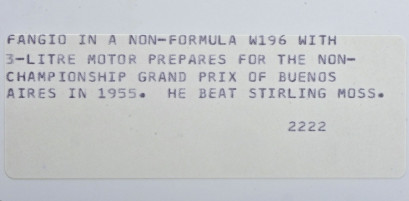 FANGIO IN A NON-FORMULA W196 WITH
3-LITRE MOTOR PREPARES FOR THE NON-
CHAMPIONSHIP GRAND PRIX OF BUENOS
AIRES IN 1955. HE BEAT STIRLING MOSS.
2222